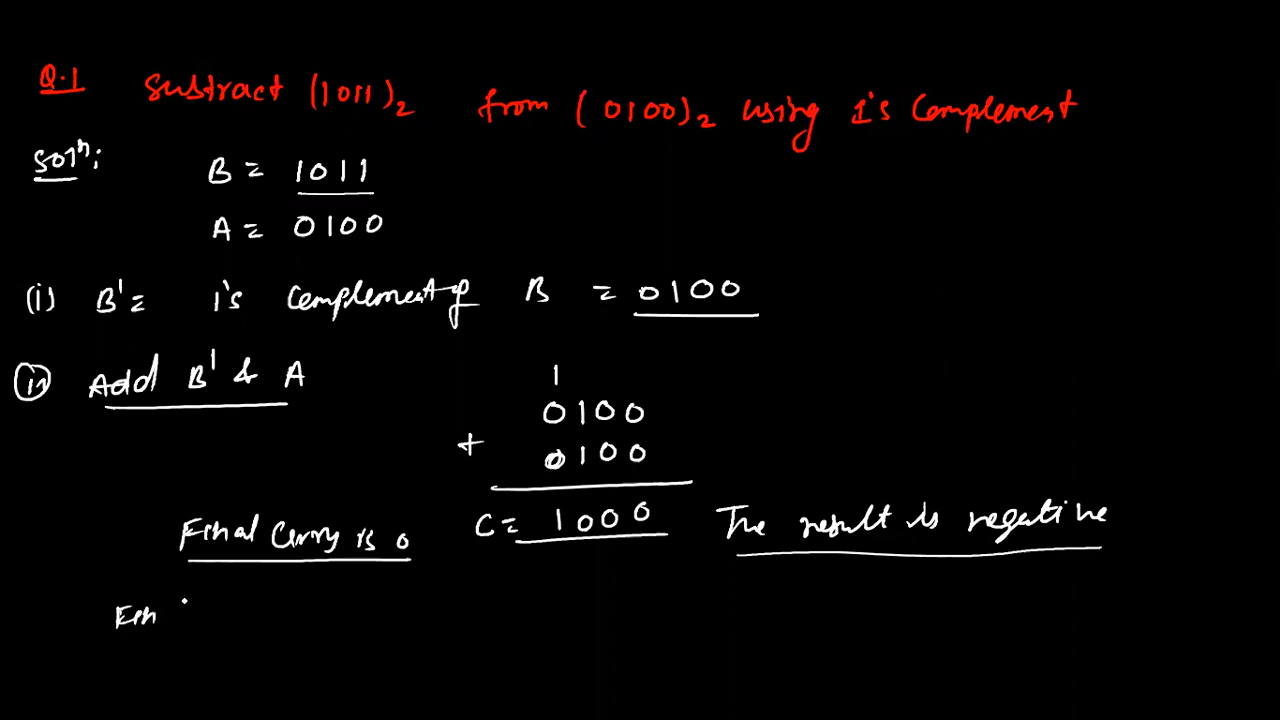 Q.1 Subtract (1011)₂ from (0100)₂ using 1's Complement
Solⁿ:
B = 1011
A = 0100
(i) B' = 1's Complement of B = 0100
(ii) Add B' & A
1
0100
+ 0100
Final Carry is 0 C = 1000 The result is negative